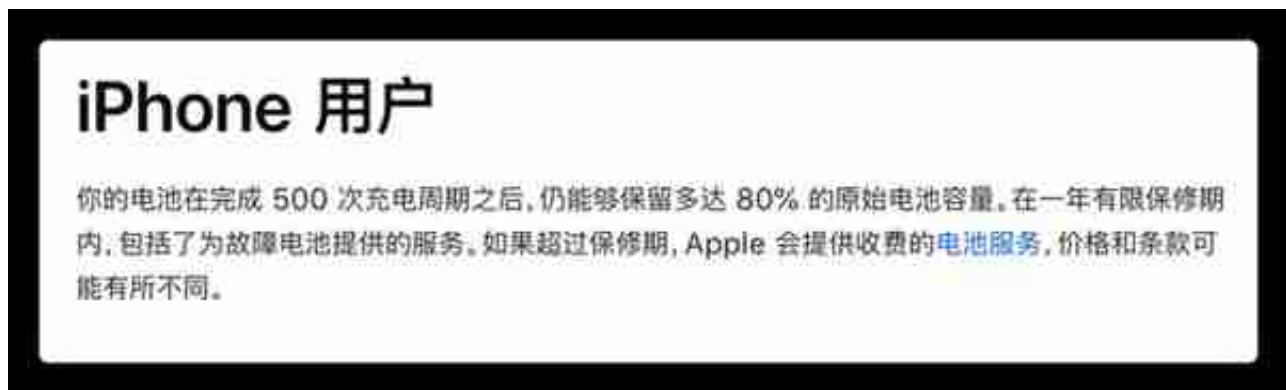 iPhone 用户
你的电池在完成 500 次充电周期之后，仍能够保留多达 80% 的原始电池容量。在一年有限保修期
内，包括了为故障电池提供的服务。如果超过保修期，Apple 会提供收费的电池服务，价格和条款可
能有所不同。